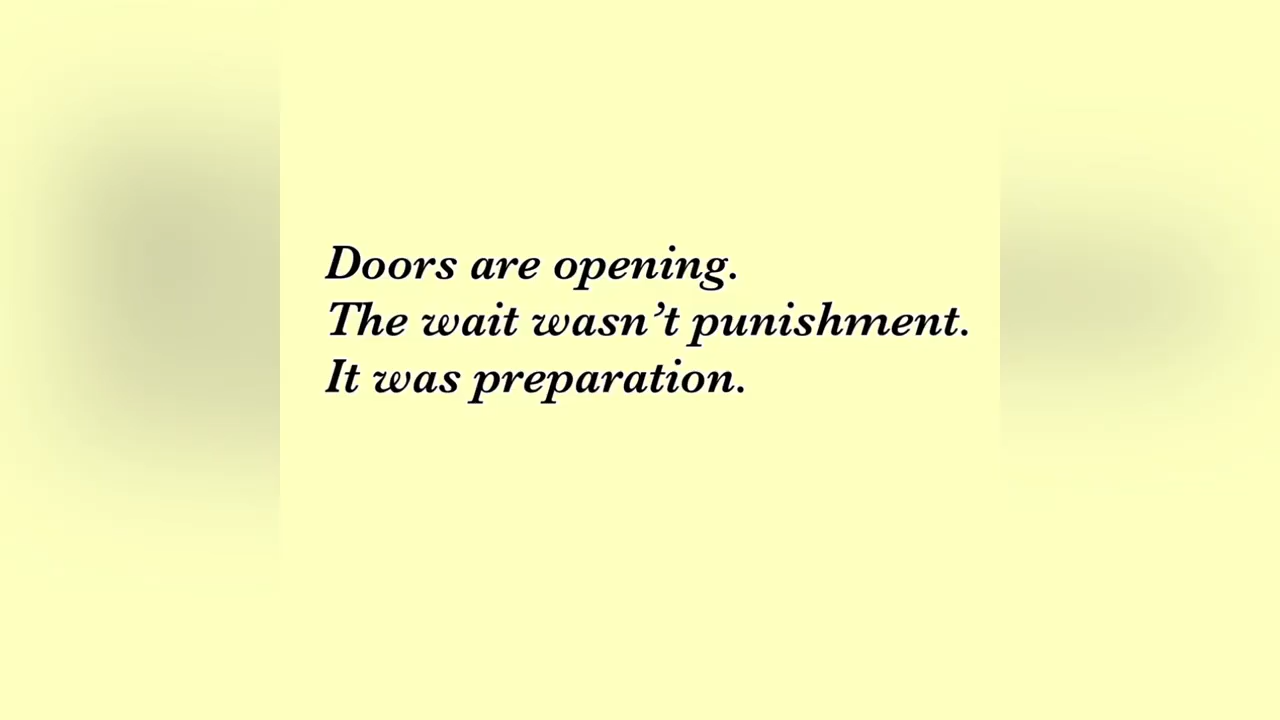 Doors are opening.
The wait wasn’t punishment.
It was preparation.